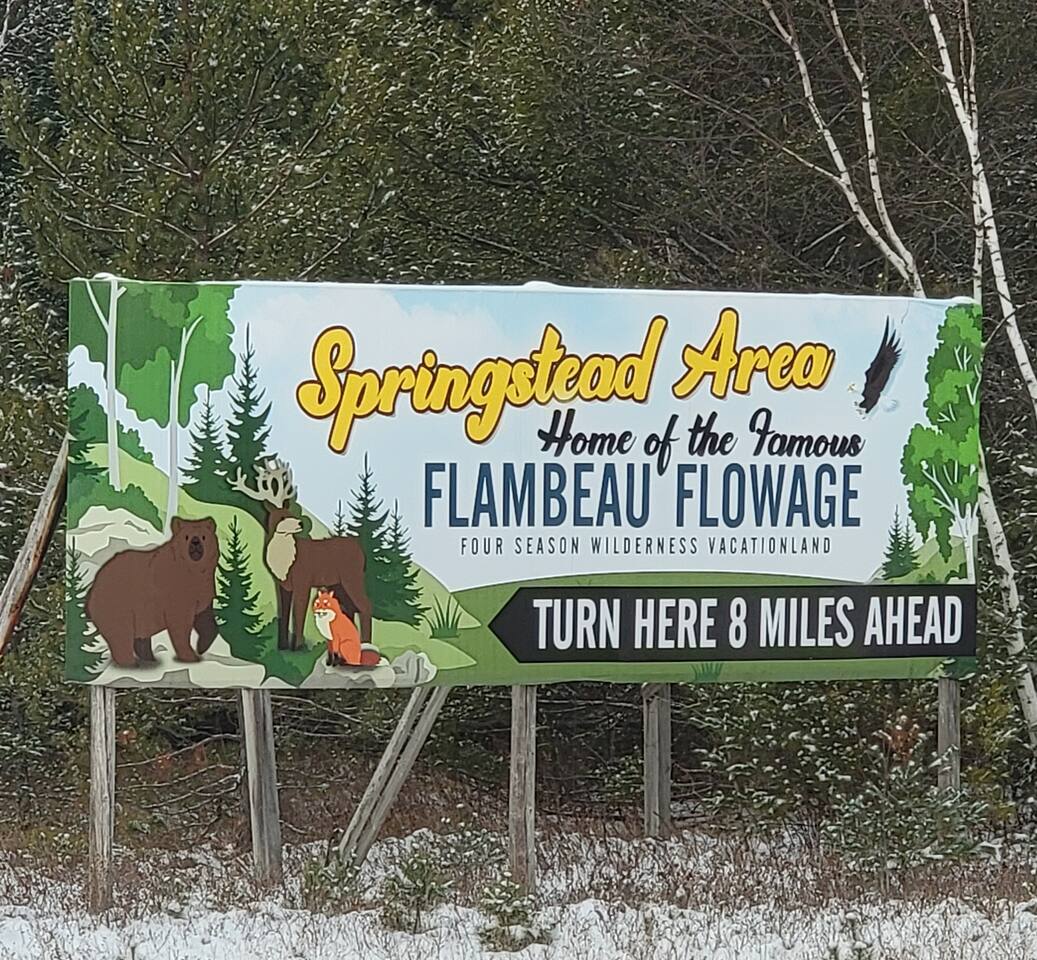 Springstead Area
Home of the Famous
FLAMBEAU FLOWAGE
FOUR SEASON WILDERNESS VACATIONLAND
TURN HERE 8 MILES AHEAD